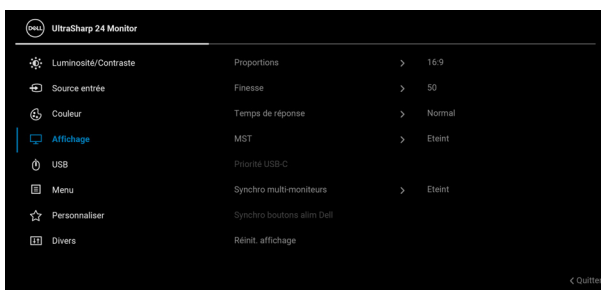 DELL UltraSharp 24 Monitor
Luminosité/Contraste Proportions 16:9
Source entrée Finesse 50
Couleur Temps de réponse Normal
Affichage MST Eteint
USB Priorité USB-C
Menu Synchro multi-moniteurs Eteint
Personnaliser Synchro boutons alim Dell
Divers Réinit. affichage
Quitter